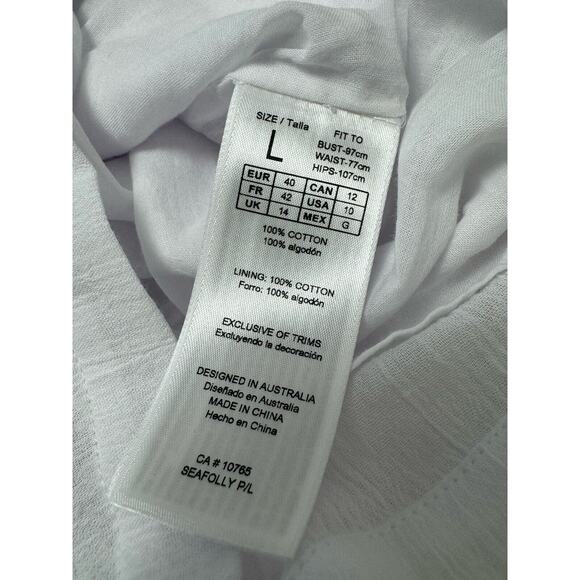 SIZE / Talla
L
FIT TO
BUST-97cm
WAIST-77cm
HIPS-107cm
EUR 40 CAN 12
FR 42 USA 10
UK 14 MEX G
100% COTTON
100% algodón
LINING: 100% COTTON
Forro: 100% algodón
EXCLUSIVE OF TRIMS
Excluyendo la decoración
DESIGNED IN AUSTRALIA
Diseñado en Australia
MADE IN CHINA
Hecho en China
CA # 10765
SEAFOLLY P/L